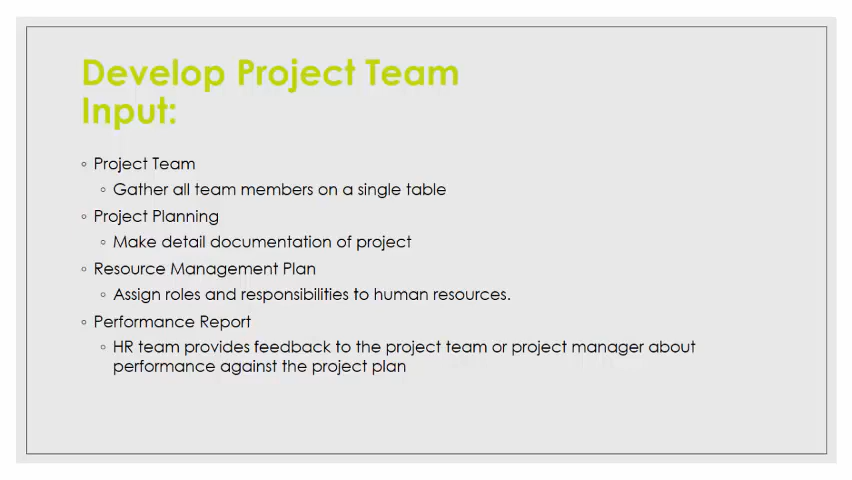 Develop Project Team
Input:
◦ Project Team
◦ Gather all team members on a single table
◦ Project Planning
◦ Make detail documentation of project
◦ Resource Management Plan
◦ Assign roles and responsibilities to human resources.
◦ Performance Report
◦ HR team provides feedback to the project team or project manager about
performance against the project plan